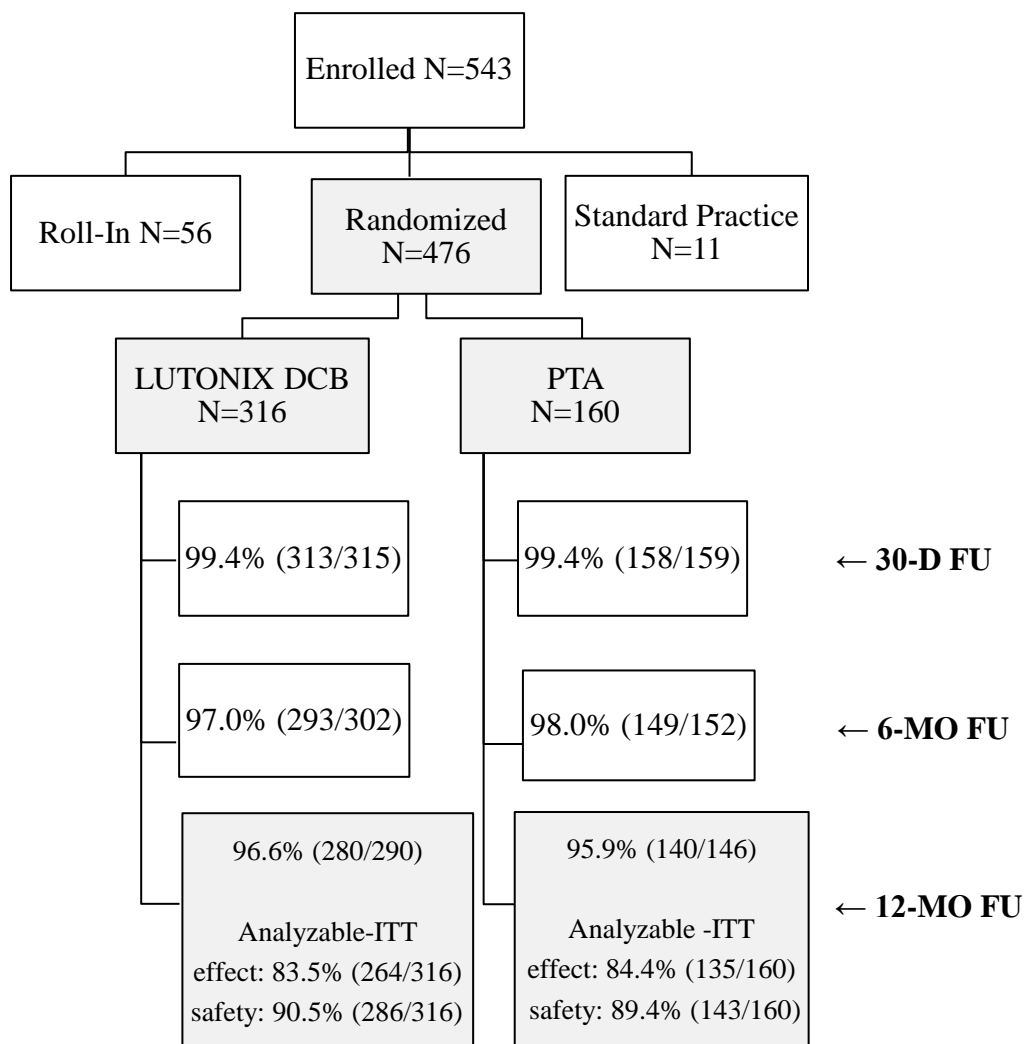 Enrolled N=543
Roll-In N=56
Randomized
N=476
Standard Practice
N=11
LUTONIX DCB
N=316
PTA
N=160
99.4% (313/315)
99.4% (158/159)
← 30-D FU
97.0% (293/302)
98.0% (149/152)
← 6-MO FU
96.6% (280/290)
Analyzable-ITT
effect: 83.5% (264/316)
safety: 90.5% (286/316)
95.9% (140/146)
Analyzable -ITT
effect: 84.4% (135/160)
safety: 89.4% (143/160)
← 12-MO FU